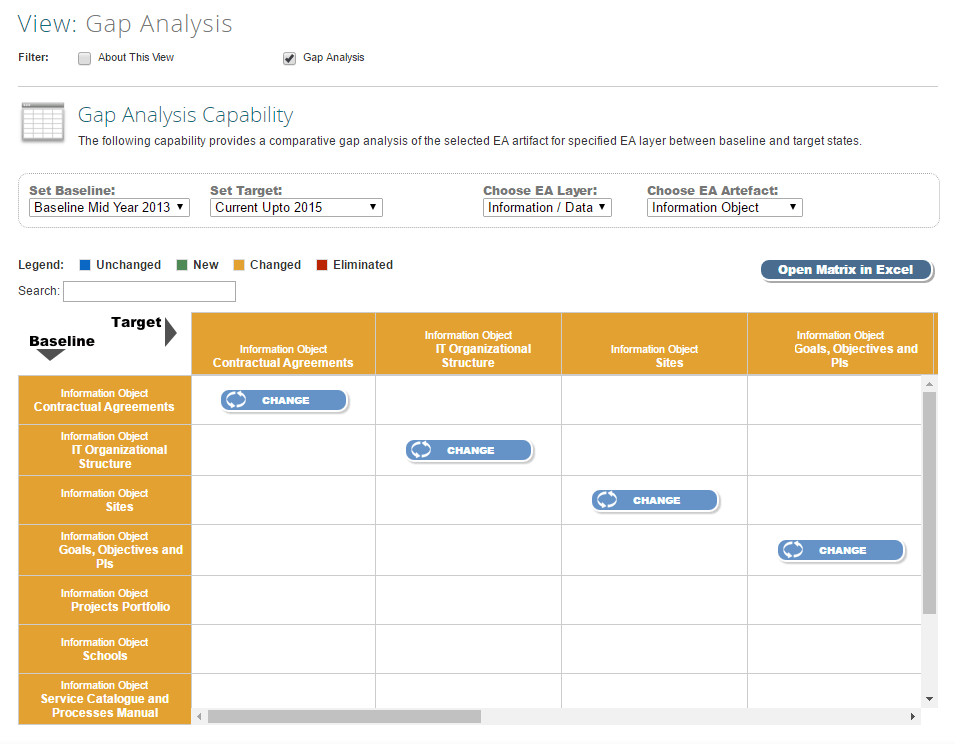 View: Gap Analysis
Filter: About This View Gap Analysis
Gap Analysis Capability
The following capability provides a comparative gap analysis of the selected EA artifact for specified EA layer between baseline and target states.
Set Baseline: Set Target: Choose EA Layer: Choose EA Artefact:
Baseline Mid Year 2013 Current Upto 2015 Information / Data Information Object
Legend: Unchanged New Changed Eliminated
Open Matrix in Excel
Search:
Target
Baseline
Information Object
Contractual Agreements
Information Object
IT Organizational
Structure
Information Object
Sites
Information Object
Goals, Objectives and
PIs
Information Object
Contractual Agreements
CHANGE
Information Object
IT Organizational
Structure
CHANGE
Information Object
Sites
CHANGE
Information Object
Goals, Objectives and
PIs
CHANGE
Information Object
Projects Portfolio
Information Object
Schools
Information Object
Service Catalogue and
Processes Manual